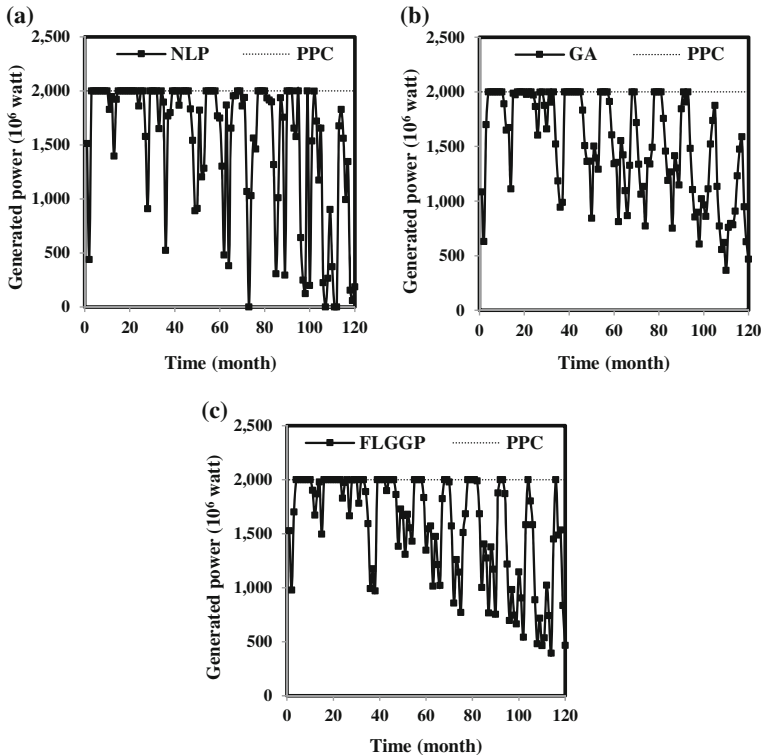 (a)
2,500
NLP PPC
2,000
1,500
1,000
500
0
0 20 40 60 80 100 120
Generated power (10⁶ watt)
Time (month)
(b)
2,500
GA PPC
2,000
1,500
1,000
500
0
0 20 40 60 80 100 120
Generated power (10⁶ watt)
Time (month)
(c)
2,500
FLGGP PPC
2,000
1,500
1,000
500
0
0 20 40 60 80 100 120
Generated power (10⁶ watt)
Time (month)